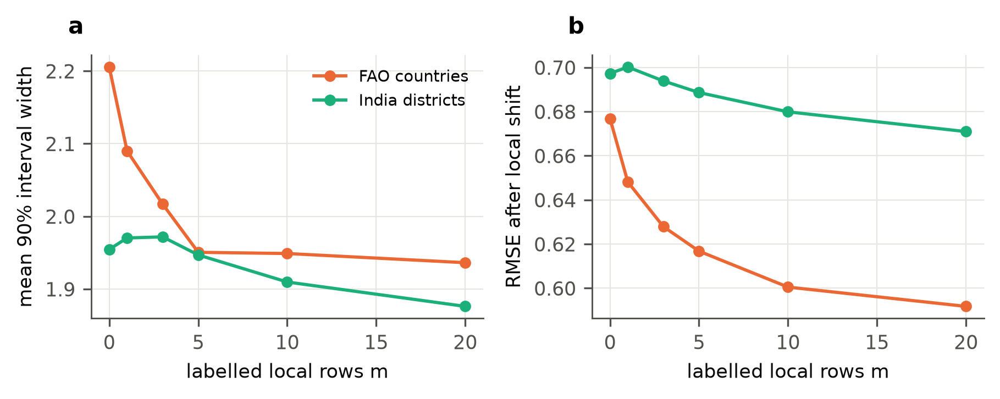 a
mean 90% interval width
2.2
2.1
2.0
1.9
FAO countries
India districts
0 5 10 15 20
labelled local rows m
b
RMSE after local shift
0.70
0.68
0.66
0.64
0.62
0.60
0 5 10 15 20
labelled local rows m